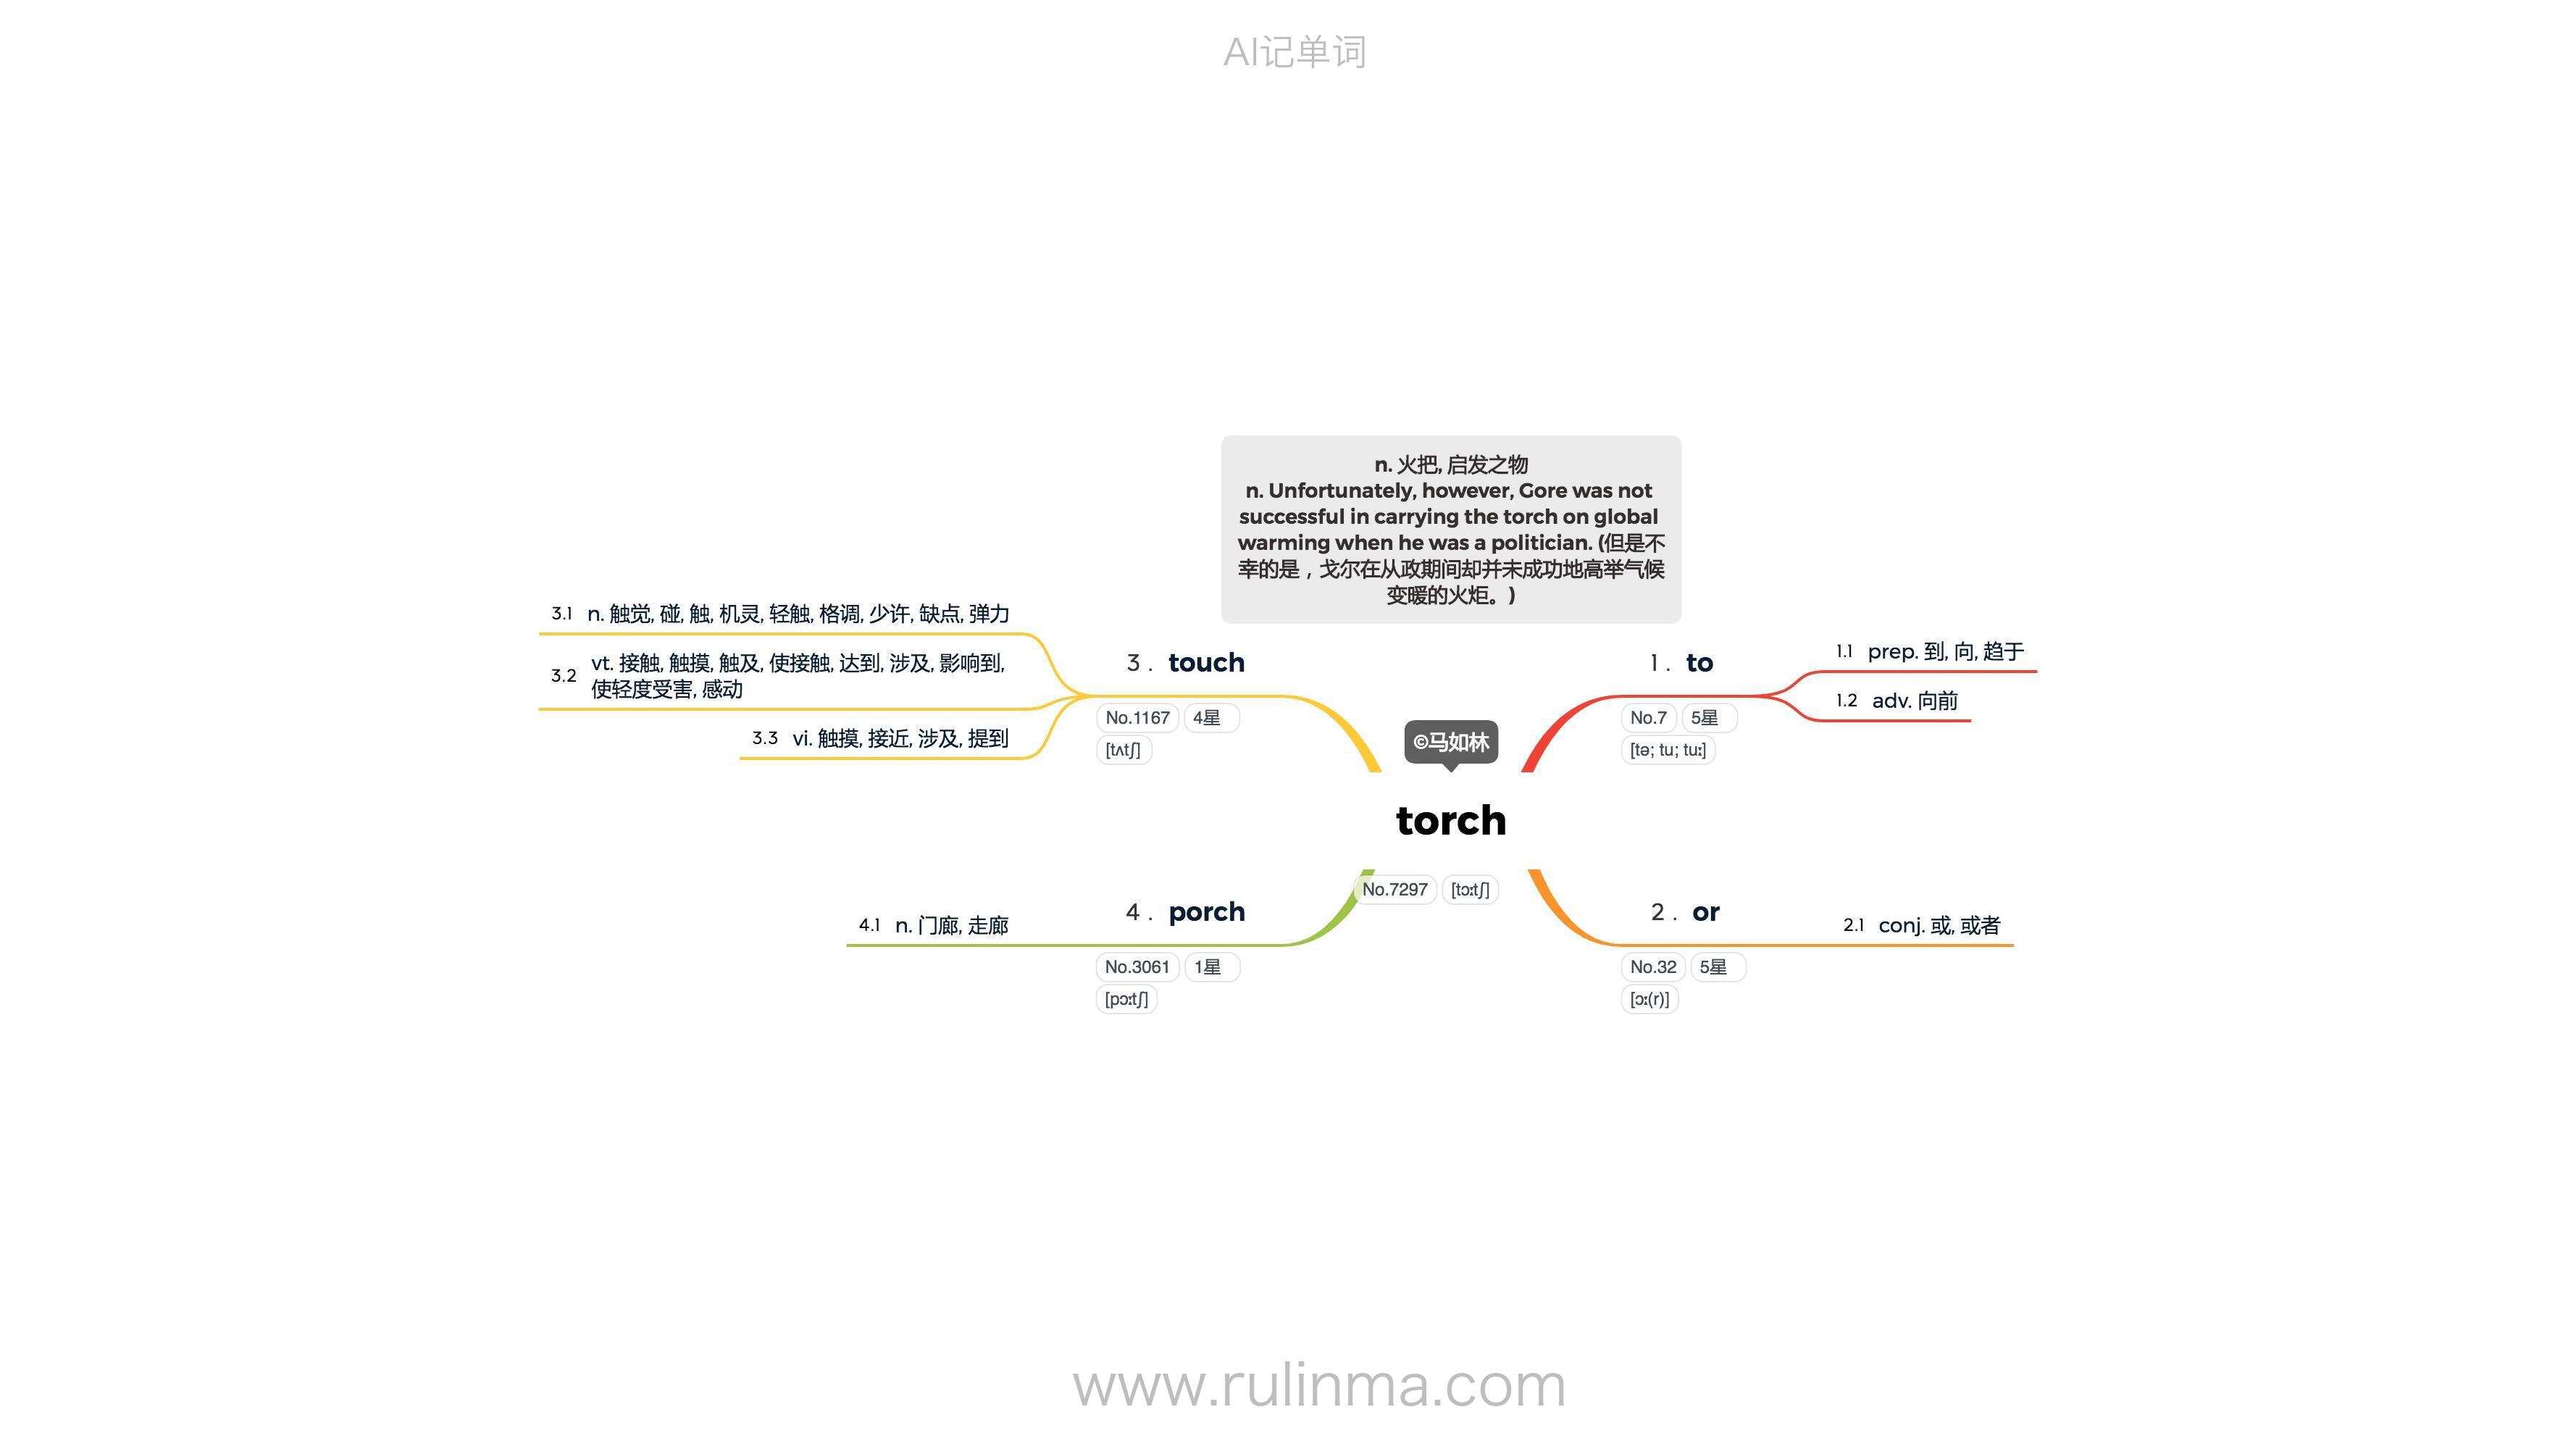 AI记单词
n. 火把, 启发之物
n. Unfortunately, however, Gore was not
successful in carrying the torch on global
warming when he was a politician. (但是不
幸的是，戈尔在从政期间却并未成功地高举气候
变暖的火炬。)
©马如林
torch
No.7297 [tɔːtʃ]
1. to
No.7 5星
[tə; tu; tuː]
1.1 prep. 到, 向, 趋于
1.2 adv. 向前
2. or
No.32 5星
[ɔː(r)]
2.1 conj. 或, 或者
3. touch
No.1167 4星
[tʌtʃ]
3.1 n. 触觉, 碰, 触, 机灵, 轻触, 格调, 少许, 缺点, 弹力
3.2 vt. 接触, 触摸, 触及, 使接触, 达到, 涉及, 影响到,
使轻度受害, 感动
3.3 vi. 触摸, 接近, 涉及, 提到
4. porch
No.3061 1星
[pɔːtʃ]
4.1 n. 门廊, 走廊
www.rulinma.com